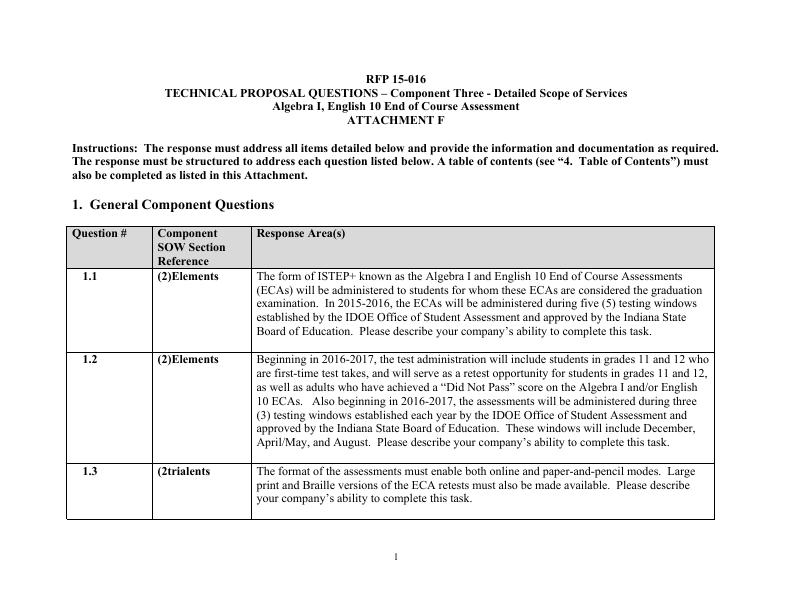 RFP 15-016
TECHNICAL PROPOSAL QUESTIONS – Component Three - Detailed Scope of Services
Algebra I, English 10 End of Course Assessment
ATTACHMENT F
Instructions:  The response must address all items detailed below and provide the information and documentation as required.
The response must be structured to address each question listed below. A table of contents (see “4.  Table of Contents”) must
also be completed as listed in this Attachment.
1.  General Component Questions
Question #
Component
SOW Section
Reference
Response Area(s)
1.1
(2)Elements
The form of ISTEP+ known as the Algebra I and English 10 End of Course Assessments
(ECAs) will be administered to students for whom these ECAs are considered the graduation
examination.  In 2015-2016, the ECAs will be administered during five (5) testing windows
established by the IDOE Office of Student Assessment and approved by the Indiana State
Board of Education.  Please describe your company’s ability to complete this task.
1.2
(2)Elements
Beginning in 2016-2017, the test administration will include students in grades 11 and 12 who
are first-time test takes, and will serve as a retest opportunity for students in grades 11 and 12,
as well as adults who have achieved a “Did Not Pass” score on the Algebra I and/or English
10 ECAs.   Also beginning in 2016-2017, the assessments will be administered during three
(3) testing windows established each year by the IDOE Office of Student Assessment and
approved by the Indiana State Board of Education.  These windows will include December,
April/May, and August.  Please describe your company’s ability to complete this task.
1.3
(2trialents
The format of the assessments must enable both online and paper-and-pencil modes.  Large
print and Braille versions of the ECA retests must also be made available.  Please describe
your company’s ability to complete this task.
1